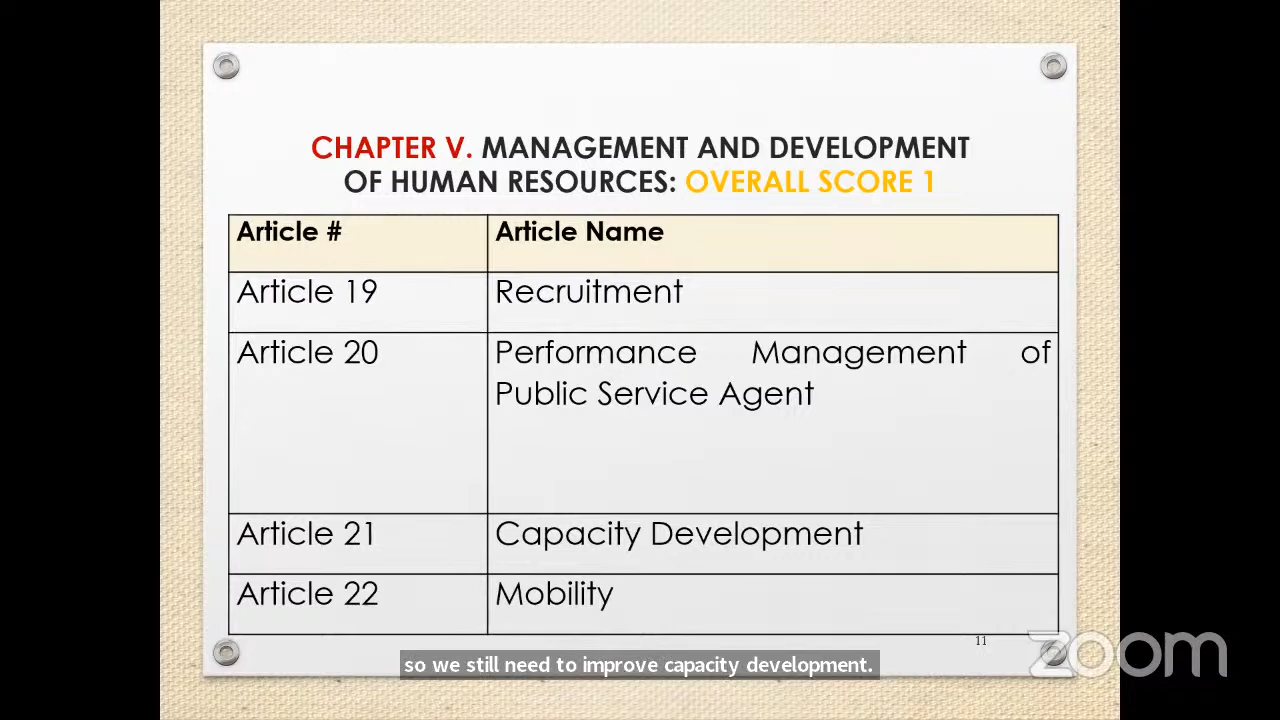 CHAPTER V. MANAGEMENT AND DEVELOPMENT
OF HUMAN RESOURCES: OVERALL SCORE 1
Article # Article Name
Article 19 Recruitment
Article 20 Performance Management of
Public Service Agent
Article 21 Capacity Development
Article 22 Mobility
11
so we still need to improve capacity development.
zoom